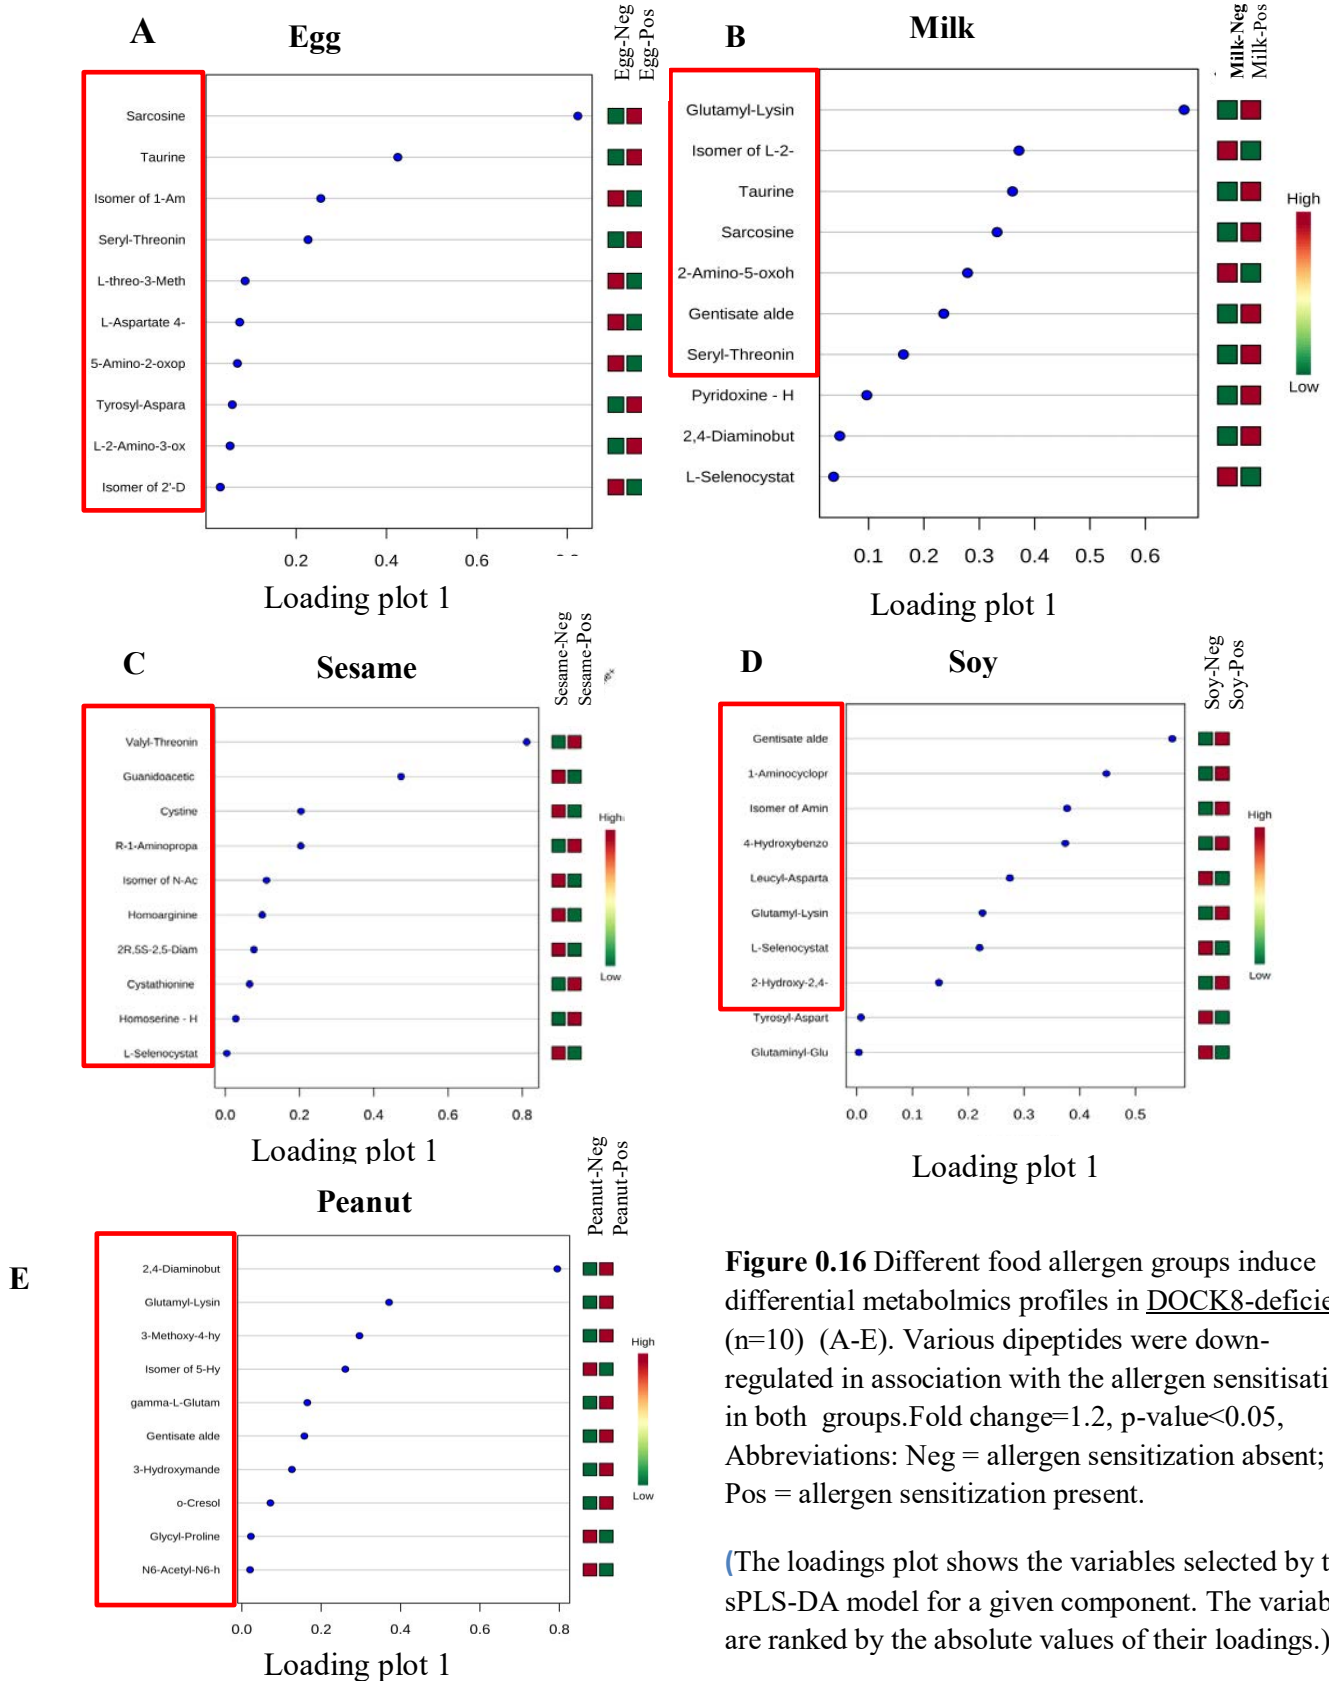 A
Egg
Egg-Neg
Egg-Pos
Sarcosine
Taurine
Isomer of 1-Am
Seryl-Threonin
L-threo-3-Meth
L-Aspartate 4-
5-Amino-2-oxop
Tyrosyl-Aspara
L-2-Amino-3-ox
Isomer of 2'-D
0.2 0.4 0.6
Loading plot 1
B
Milk
Milk-Neg
Milk-Pos
Glutamyl-Lysin
Isomer of L-2-
Taurine
Sarcosine
2-Amino-5-oxoh
Gentisate alde
Seryl-Threonin
Pyridoxine - H
2,4-Diaminobut
L-Selenocystat
High
Low
0.1 0.2 0.3 0.4 0.5 0.6
Loading plot 1
C
Sesame
Sesame-Neg
Sesame-Pos
Valyl-Threonin
Guanidoacetic
Cystine
R-1-Aminopropa
Isomer of N-Ac
Homoarginine
2R,5S-2,5-Diam
Cystathionine
Homoserine - H
L-Selenocystat
High
Low
0.0 0.2 0.4 0.6 0.8
Loading plot 1
D
Soy
Soy-Neg
Soy-Pos
Gentisate alde
1-Aminocyclopr
Isomer of Amin
4-Hydroxybenzo
Leucyl-Asparta
Glutamyl-Lysin
L-Selenocystat
2-Hydroxy-2,4-
Tyrosyl-Aspart
Glutaminyl-Glu
High
Low
0.0 0.1 0.2 0.3 0.4 0.5
Loading plot 1
E
Peanut
Peanut-Neg
Peanut-Pos
2,4-Diaminobut
Glutamyl-Lysin
3-Methoxy-4-hy
Isomer of 5-Hy
gamma-L-Glutam
Gentisate alde
3-Hydroxymande
o-Cresol
Glycyl-Proline
N6-Acetyl-N6-h
High
Low
0.0 0.2 0.4 0.6 0.8
Loading plot 1
Figure 0.16 Different food allergen groups induce
differential metabolmics profiles in DOCK8-deficie
(n=10) (A-E). Various dipeptides were down-
regulated in association with the allergen sensitisati
in both groups.Fold change=1.2, p-value<0.05,
Abbreviations: Neg = allergen sensitization absent;
Pos = allergen sensitization present.
(The loadings plot shows the variables selected by t
sPLS-DA model for a given component. The variab
are ranked by the absolute values of their loadings.)